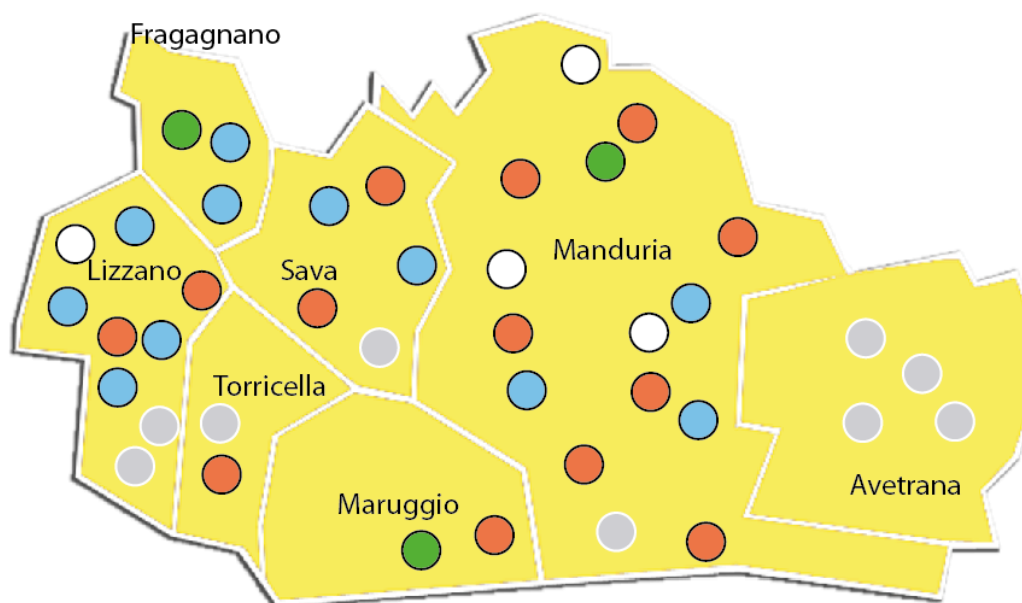 Fragagnano
Manduria
Lizzano
Sava
Torricella
Avetrana
Maruggio